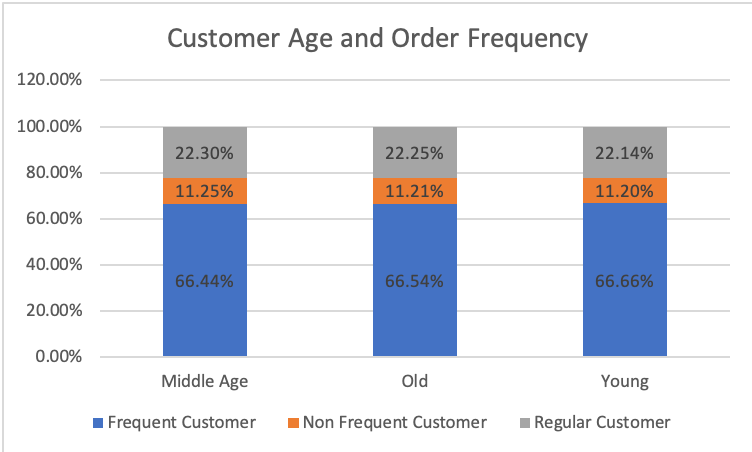 Customer Age and Order Frequency
120.00%
100.00%
22.30% 22.25% 22.14%
80.00%
11.25% 11.21% 11.20%
60.00%
40.00%
66.44% 66.54% 66.66%
20.00%
0.00%
Middle Age Old Young
Frequent Customer Non Frequent Customer Regular Customer